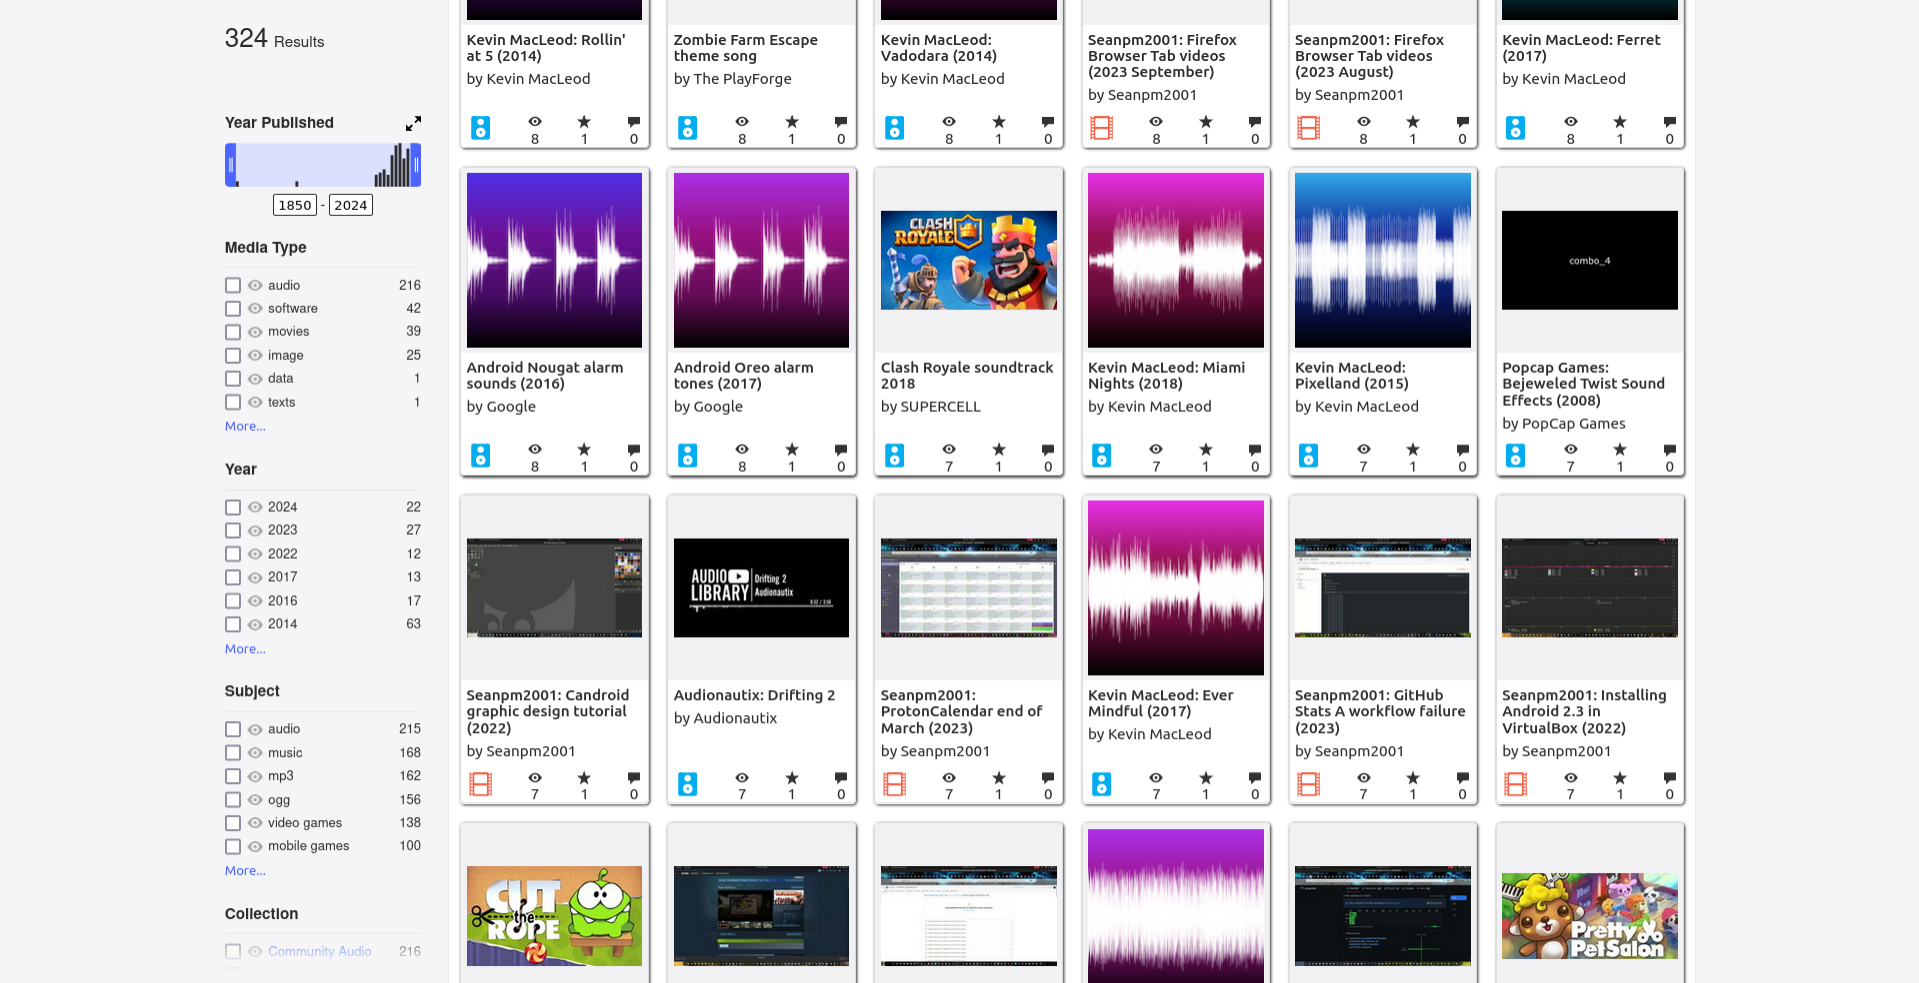 324 Results
Year Published
1850 - 2024
Media Type
audio 216
software 42
movies 39
image 25
data 1
texts 1
More...
Year
2024 22
2023 27
2022 12
2017 13
2016 17
2014 63
More...
Subject
audio 215
music 168
mp3 162
ogg 156
video games 138
mobile games 100
More...
Collection
Community Audio 216
Kevin MacLeod: Rollin'
at 5 (2014)
by Kevin MacLeod
8 1 0
Zombie Farm Escape
theme song
by The PlayForge
8 1 0
Kevin MacLeod:
Vadodara (2014)
by Kevin MacLeod
8 1 0
Seanpm2001: Firefox
Browser Tab videos
(2023 September)
by Seanpm2001
8 1 0
Seanpm2001: Firefox
Browser Tab videos
(2023 August)
by Seanpm2001
8 1 0
Kevin MacLeod: Ferret
(2017)
by Kevin MacLeod
8 1 0
Android Nougat alarm
sounds (2016)
by Google
8 1 0
Android Oreo alarm
tones (2017)
by Google
8 1 0
CLASH
ROYALE
Clash Royale soundtrack
2018
by SUPERCELL
7 1 0
Kevin MacLeod: Miami
Nights (2018)
by Kevin MacLeod
7 1 0
Kevin MacLeod:
Pixelland (2015)
by Kevin MacLeod
7 1 0
combo_4
Popcap Games:
Bejeweled Twist Sound
Effects (2008)
by PopCap Games
7 1 0
Seanpm2001: Candroid
graphic design tutorial
(2022)
by Seanpm2001
7 1 0
AUDIO
LIBRARY
Drifting 2
Audionautix
Audionautix: Drifting 2
by Audionautix
7 1 0
Seanpm2001:
ProtonCalendar end of
March (2023)
by Seanpm2001
7 1 0
Kevin MacLeod: Ever
Mindful (2017)
by Kevin MacLeod
7 1 0
Seanpm2001: GitHub
Stats A workflow failure
(2023)
by Seanpm2001
7 1 0
Seanpm2001: Installing
Android 2.3 in
VirtualBox (2022)
by Seanpm2001
7 1 0
CUT
the
ROPE
Pretty
Pet Salon